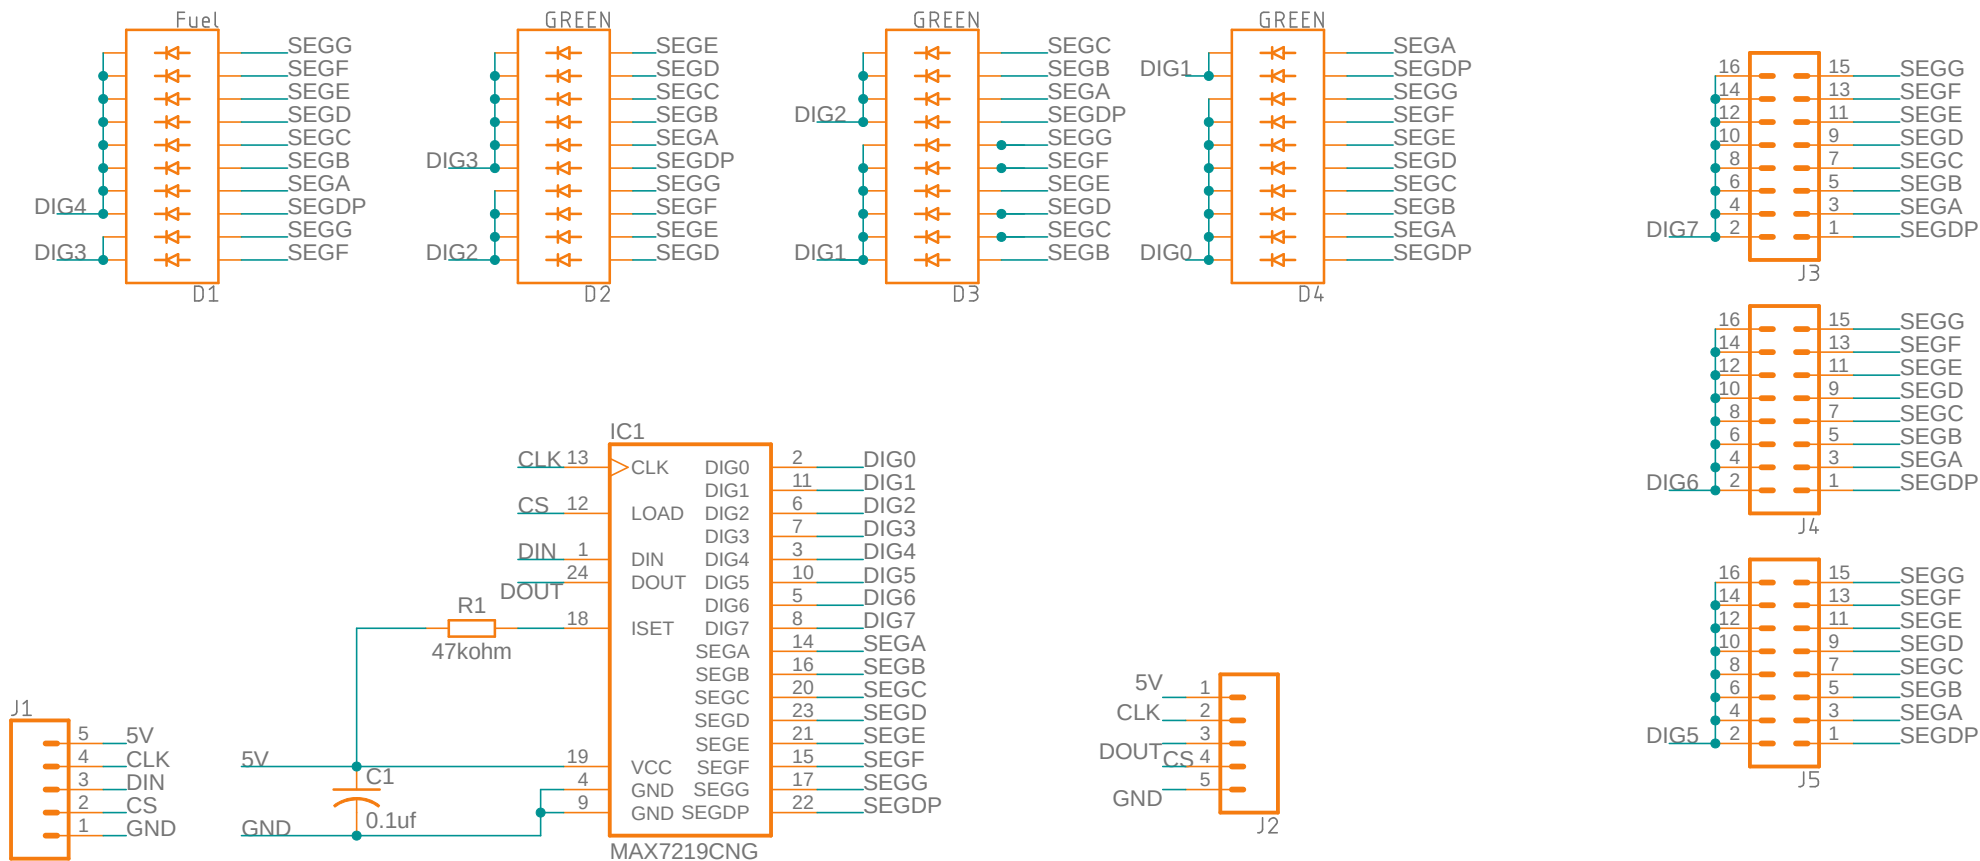 Fuel
SEGG
SEGF
SEGE
SEGD
SEGC
SEGB
SEGA
DIG4 SEGDP
SEGG
DIG3 SEGF
D1
GREEN
SEGE
SEGD
SEGC
SEGB
SEGA
DIG3 SEGDP
SEGG
SEGF
SEGE
DIG2 SEGD
D2
GREEN
SEGC
SEGB
SEGA
DIG2 SEGDP
SEGG
SEGF
SEGE
SEGD
SEGC
DIG1 SEGB
D3
GREEN
SEGA
DIG1 SEGDP
SEGG
SEGF
SEGE
SEGD
SEGC
SEGB
SEGA
DIG0 SEGDP
D4
16 15 SEGG
14 13 SEGF
12 11 SEGE
10 9 SEGD
8 7 SEGC
6 5 SEGB
4 3 SEGA
DIG7 2 1 SEGDP
J3
16 15 SEGG
14 13 SEGF
12 11 SEGE
10 9 SEGD
8 7 SEGC
6 5 SEGB
4 3 SEGA
DIG6 2 1 SEGDP
J4
16 15 SEGG
14 13 SEGF
12 11 SEGE
10 9 SEGD
8 7 SEGC
6 5 SEGB
4 3 SEGA
DIG5 2 1 SEGDP
J5
IC1
CLK 13 CLK DIG0 2 DIG0
DIG1 11 DIG1
CS 12 LOAD DIG2 6 DIG2
DIG3 7 DIG3
DIN 1 DIN DIG4 3 DIG4
DOUT 24 DOUT DIG5 10 DIG5
DIG6 5 DIG6
R1 18 ISET DIG7 8 DIG7
47kohm
SEGA 14 SEGA
SEGB 16 SEGB
SEGC 20 SEGC
SEGD 23 SEGD
SEGE 21 SEGE
5V 19 VCC SEGF 15 SEGF
C1 4 GND SEGG 17 SEGG
0.1uf 9 GND SEGDP 22 SEGDP
GND
MAX7219CNG
J1
5 5V
4 CLK
3 DIN
2 CS
1 GND
5V 1
CLK 2
DOUT 3
CS 4
GND 5
J2